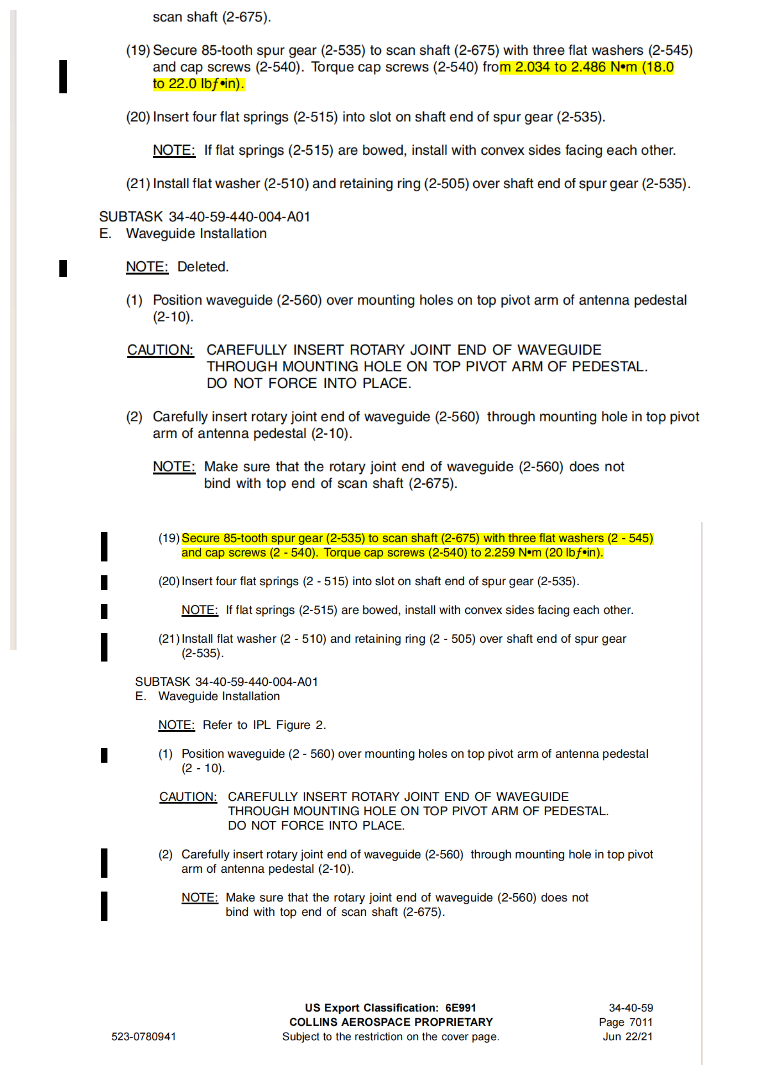 scan shaft (2-675).
(19) Secure 85-tooth spur gear (2-535) to scan shaft (2-675) with three flat washers (2-545)
and cap screws (2-540). Torque cap screws (2-540) from 2.034 to 2.486 N•m (18.0
to 22.0 lbƒ•in).
(20) Insert four flat springs (2-515) into slot on shaft end of spur gear (2-535).
NOTE: If flat springs (2-515) are bowed, install with convex sides facing each other.
(21) Install flat washer (2-510) and retaining ring (2-505) over shaft end of spur gear (2-535).
SUBTASK 34-40-59-440-004-A01
E. Waveguide Installation
NOTE: Deleted.
(1) Position waveguide (2-560) over mounting holes on top pivot arm of antenna pedestal
(2-10).
CAUTION: CAREFULLY INSERT ROTARY JOINT END OF WAVEGUIDE
THROUGH MOUNTING HOLE ON TOP PIVOT ARM OF PEDESTAL.
DO NOT FORCE INTO PLACE.
(2) Carefully insert rotary joint end of waveguide (2-560) through mounting hole in top pivot
arm of antenna pedestal (2-10).
NOTE: Make sure that the rotary joint end of waveguide (2-560) does not
bind with top end of scan shaft (2-675).
(19) Secure 85-tooth spur gear (2-535) to scan shaft (2-675) with three flat washers (2 - 545)
and cap screws (2 - 540). Torque cap screws (2-540) to 2.259 N•m (20 lbƒ•in).
(20) Insert four flat springs (2 - 515) into slot on shaft end of spur gear (2-535).
NOTE: If flat springs (2-515) are bowed, install with convex sides facing each other.
(21) Install flat washer (2 - 510) and retaining ring (2 - 505) over shaft end of spur gear
(2-535).
SUBTASK 34-40-59-440-004-A01
E. Waveguide Installation
NOTE: Refer to IPL Figure 2.
(1) Position waveguide (2 - 560) over mounting holes on top pivot arm of antenna pedestal
(2 - 10).
CAUTION: CAREFULLY INSERT ROTARY JOINT END OF WAVEGUIDE
THROUGH MOUNTING HOLE ON TOP PIVOT ARM OF PEDESTAL.
DO NOT FORCE INTO PLACE.
(2) Carefully insert rotary joint end of waveguide (2-560) through mounting hole in top pivot
arm of antenna pedestal (2-10).
NOTE: Make sure that the rotary joint end of waveguide (2-560) does not
bind with top end of scan shaft (2-675).
US Export Classification: 6E991 34-40-59
COLLINS AEROSPACE PROPRIETARY Page 7011
523-0780941 Subject to the restriction on the cover page. Jun 22/21